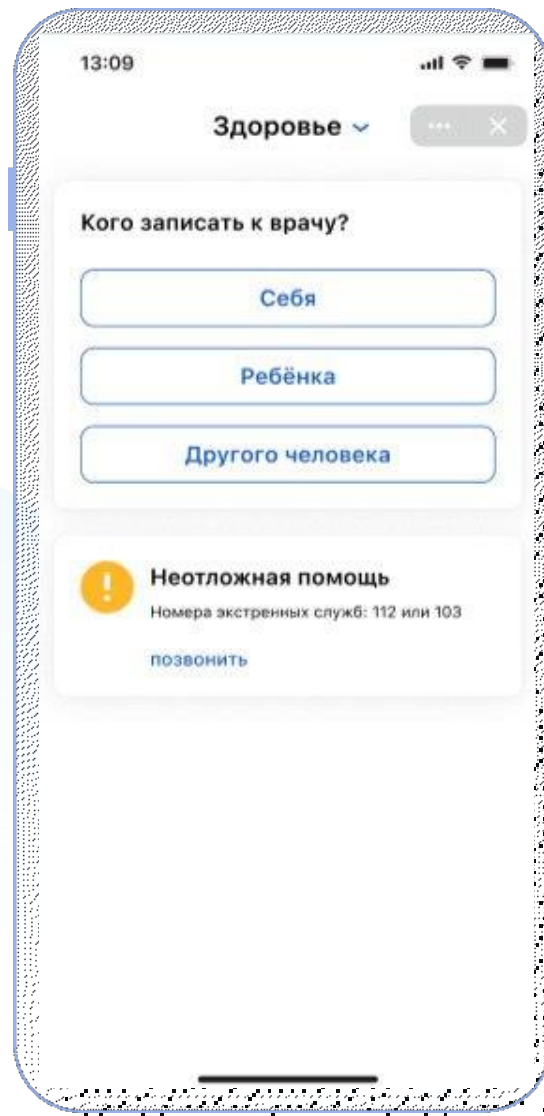 13:09
Здоровье
Кого записать к врачу?
Себя
Ребёнка
Другого человека
Неотложная помощь
Номера экстренных служб: 112 или 103
позвонить